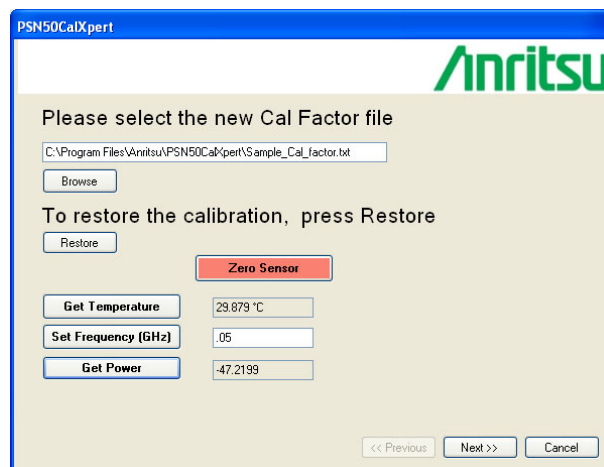 PSN50CalXpert
Anritsu
Please select the new Cal Factor file
C:\Program Files\Anritsu\PSN50CalXpert\Sample_Cal_factor.txt
Browse
To restore the calibration, press Restore
Restore
Zero Sensor
Get Temperature 29.879 °C
Set Frequency (GHz) .05
Get Power -47.2199
<< Previous Next >> Cancel